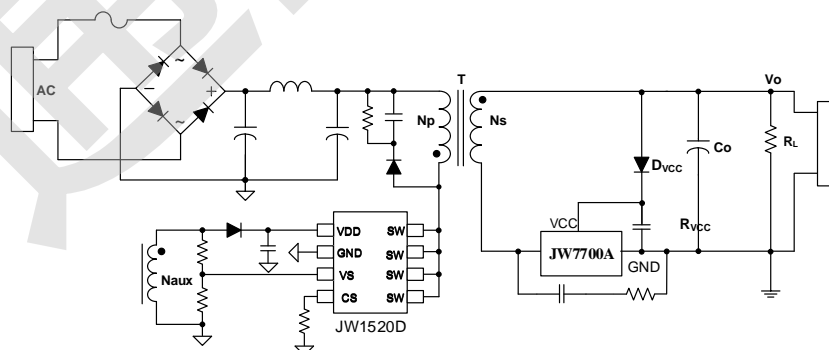 AC
~
−
+
~
T
Np
Ns
Vo
DVCC
Co
RL
VCC
RVCC
JW7700A
GND
Naux
VDD
GND
VS
CS
SW
SW
SW
SW
JW1520D